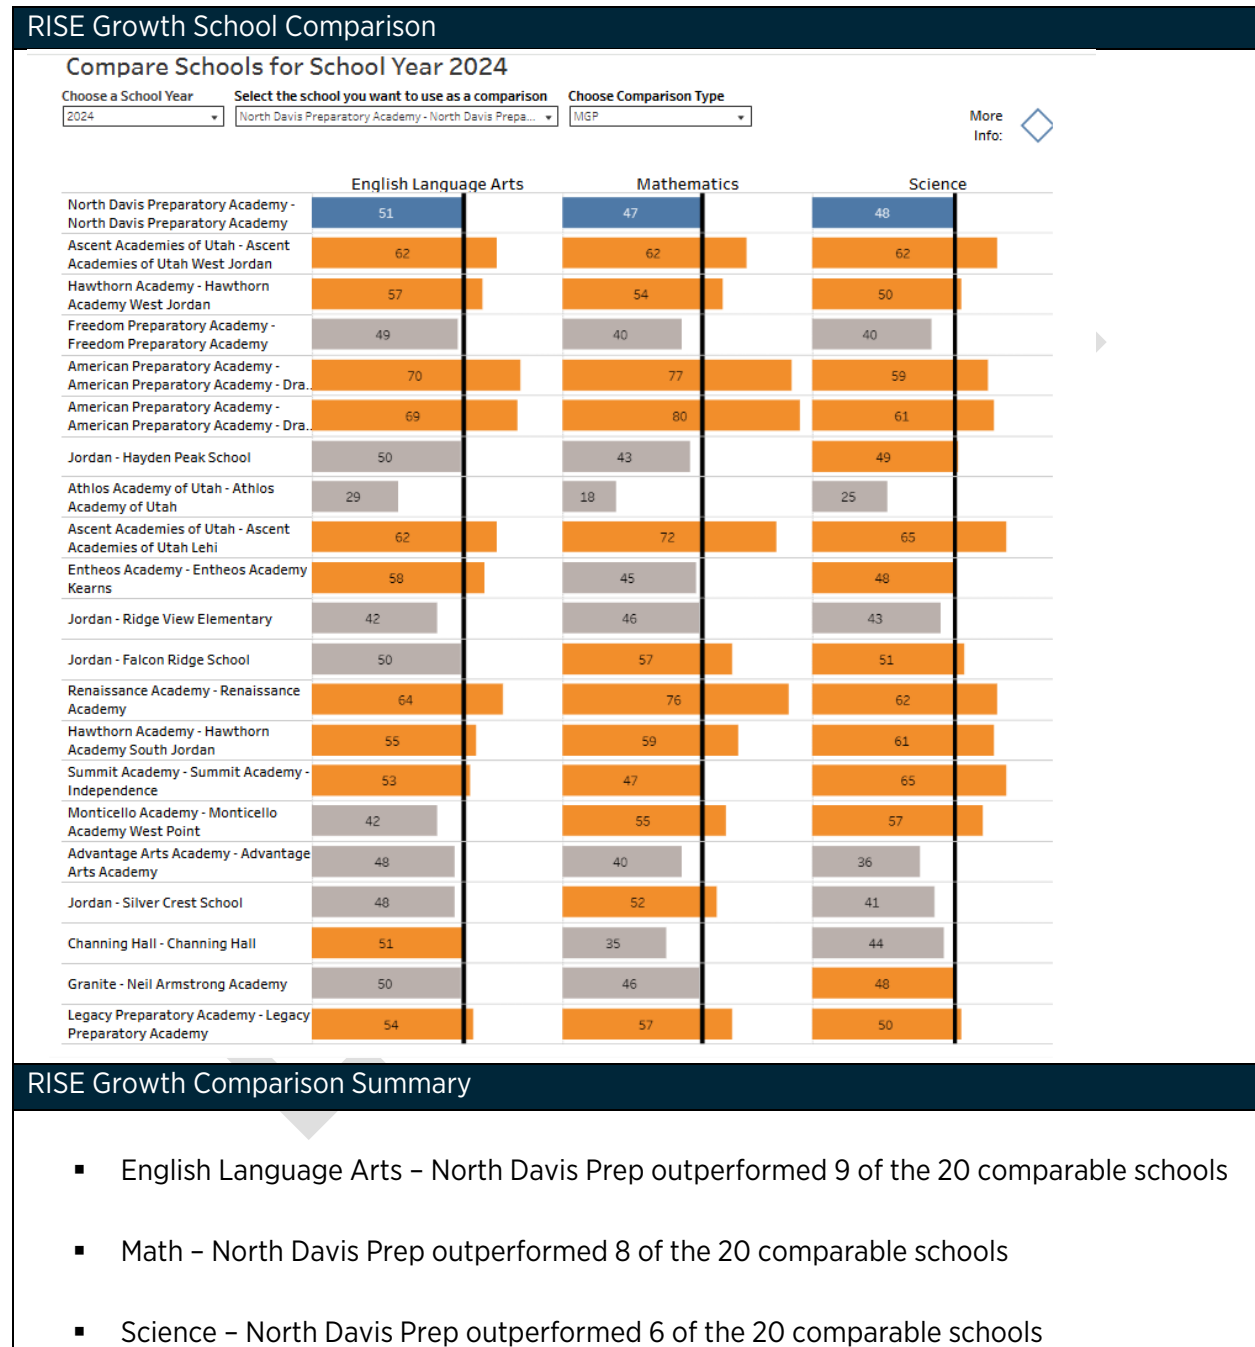 RISE Growth School Comparison
Compare Schools for School Year 2024
Choose a School Year Select the school you want to use as a comparison Choose Comparison Type
2024 North Davis Preparatory Academy - North Davis Prepa... MGP
More
Info:
English Language Arts Mathematics Science
North Davis Preparatory Academy -
North Davis Preparatory Academy 51 47 48
Ascent Academies of Utah - Ascent
Academies of Utah West Jordan 62 62 62
Hawthorn Academy - Hawthorn
Academy West Jordan 57 54 50
Freedom Preparatory Academy -
Freedom Preparatory Academy 49 40 40
American Preparatory Academy -
American Preparatory Academy - Dra.. 70 77 59
American Preparatory Academy -
American Preparatory Academy - Dra.. 69 80 61
Jordan - Hayden Peak School 50 43 49
Athlos Academy of Utah - Athlos
Academy of Utah 29 18 25
Ascent Academies of Utah - Ascent
Academies of Utah Lehi 62 72 65
Entheos Academy - Entheos Academy
Kearns 58 45 48
Jordan - Ridge View Elementary 42 46 43
Jordan - Falcon Ridge School 50 57 51
Renaissance Academy - Renaissance
Academy 64 76 62
Hawthorn Academy - Hawthorn
Academy South Jordan 55 59 61
Summit Academy - Summit Academy -
Independence 53 47 65
Monticello Academy - Monticello
Academy West Point 42 55 57
Advantage Arts Academy - Advantage
Arts Academy 48 40 36
Jordan - Silver Crest School 48 52 41
Channing Hall - Channing Hall 51 35 44
Granite - Neil Armstrong Academy 50 46 48
Legacy Preparatory Academy - Legacy
Preparatory Academy 54 57 50
RISE Growth Comparison Summary
▪ English Language Arts – North Davis Prep outperformed 9 of the 20 comparable schools
▪ Math – North Davis Prep outperformed 8 of the 20 comparable schools
▪ Science – North Davis Prep outperformed 6 of the 20 comparable schools